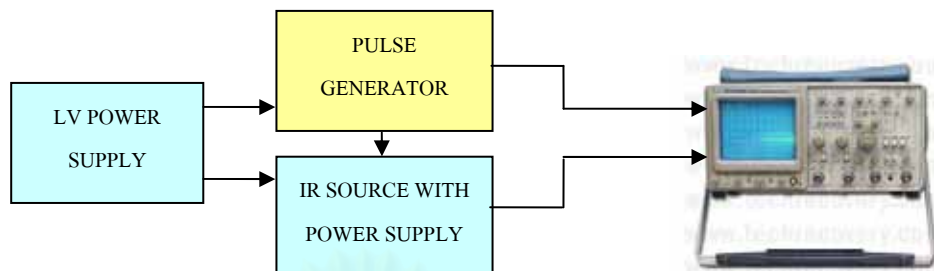 PULSE
GENERATOR
LV POWER
SUPPLY
IR SOURCE WITH
POWER SUPPLY